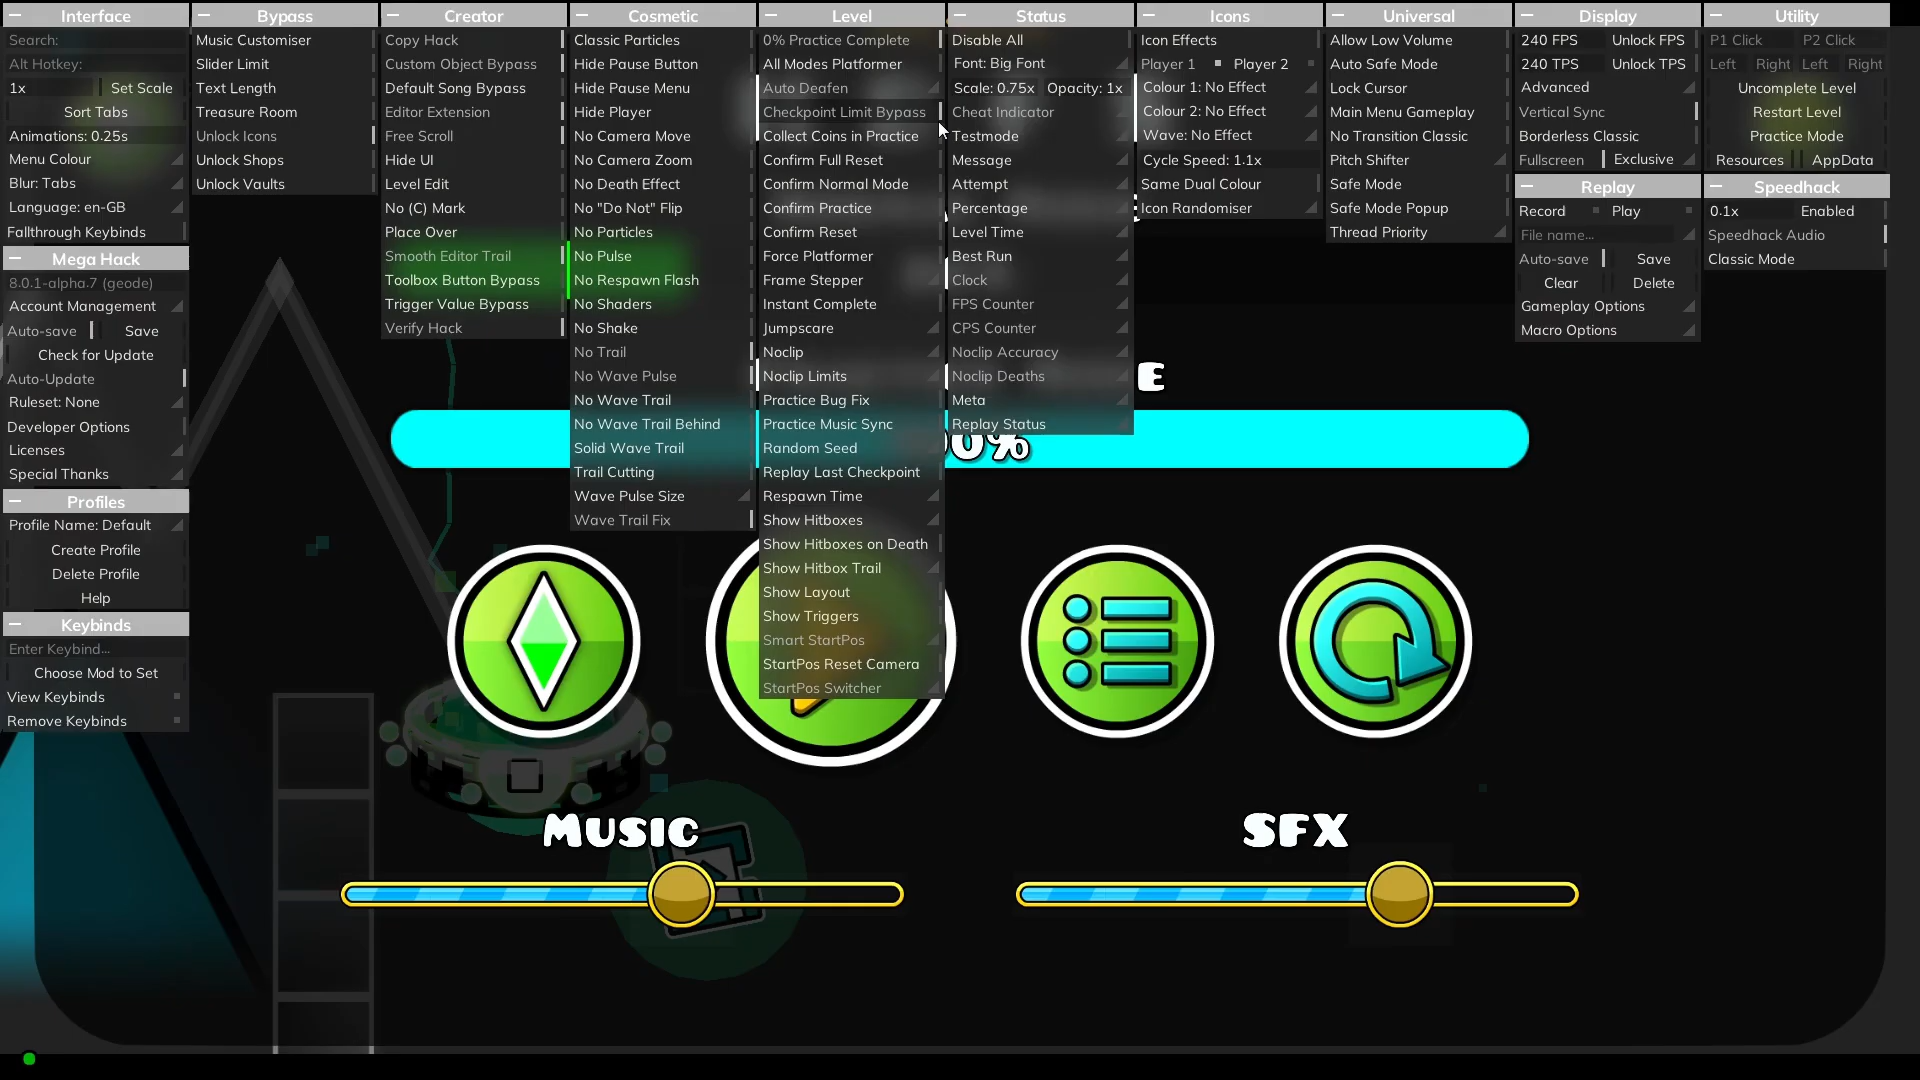 Interface
Search:
Alt Hotkey:
1x Set Scale
Sort Tabs
Animations: 0.25s
Menu Colour
Blur: Tabs
Language: en-GB
Fallthrough Keybinds
Mega Hack
8.0.1-alpha.7 (geode)
Account Management
Auto-save Save
Check for Update
Auto-Update
Ruleset: None
Developer Options
Licenses
Special Thanks
Profiles
Profile Name: Default
Create Profile
Delete Profile
Help
Keybinds
Enter Keybind...
Choose Mod to Set
View Keybinds
Remove Keybinds
Bypass
Music Customiser
Slider Limit
Text Length
Treasure Room
Unlock Icons
Unlock Shops
Unlock Vaults
Creator
Copy Hack
Custom Object Bypass
Default Song Bypass
Editor Extension
Free Scroll
Hide UI
Level Edit
No (C) Mark
Place Over
Smooth Editor Trail
Toolbox Button Bypass
Trigger Value Bypass
Verify Hack
Cosmetic
Classic Particles
Hide Pause Button
Hide Pause Menu
Hide Player
No Camera Move
No Camera Zoom
No Death Effect
No "Do Not" Flip
No Particles
No Pulse
No Respawn Flash
No Shaders
No Shake
No Trail
No Wave Pulse
No Wave Trail
No Wave Trail Behind
Solid Wave Trail
Trail Cutting
Wave Pulse Size
Wave Trail Fix
Level
0% Practice Complete
All Modes Platformer
Auto Deafen
Checkpoint Limit Bypass
Collect Coins in Practice
Confirm Full Reset
Confirm Normal Mode
Confirm Practice
Confirm Reset
Force Platformer
Frame Stepper
Instant Complete
Jumpscare
Noclip
Noclip Limits
Practice Bug Fix
Practice Music Sync
Random Seed
Replay Last Checkpoint
Respawn Time
Show Hitboxes
Show Hitboxes on Death
Show Hitbox Trail
Show Layout
Show Triggers
Smart StartPos
StartPos Reset Camera
StartPos Switcher
Status
Disable All
Font: Big Font
Scale: 0.75x Opacity: 1x
Cheat Indicator
Testmode
Message
Attempt
Percentage
Level Time
Best Run
Clock
FPS Counter
CPS Counter
Noclip Accuracy
Noclip Deaths
Meta
Replay Status
Icons
Icon Effects
Player 1 Player 2
Colour 1: No Effect
Colour 2: No Effect
Wave: No Effect
Cycle Speed: 1.1x
Same Dual Colour
Icon Randomiser
Universal
Allow Low Volume
Auto Safe Mode
Lock Cursor
Main Menu Gameplay
No Transition Classic
Pitch Shifter
Safe Mode
Safe Mode Popup
Thread Priority
Display
240 FPS Unlock FPS
240 TPS Unlock TPS
Advanced
Vertical Sync
Borderless Classic
Fullscreen Exclusive
Replay
Record Play
File name...
Auto-save Save
Clear Delete
Gameplay Options
Macro Options
Utility
P1 Click P2 Click
Left Right Left Right
Uncomplete Level
Restart Level
Practice Mode
Resources AppData
Speedhack
0.1x Enabled
Speedhack Audio
Classic Mode
E
0%
Music SFX